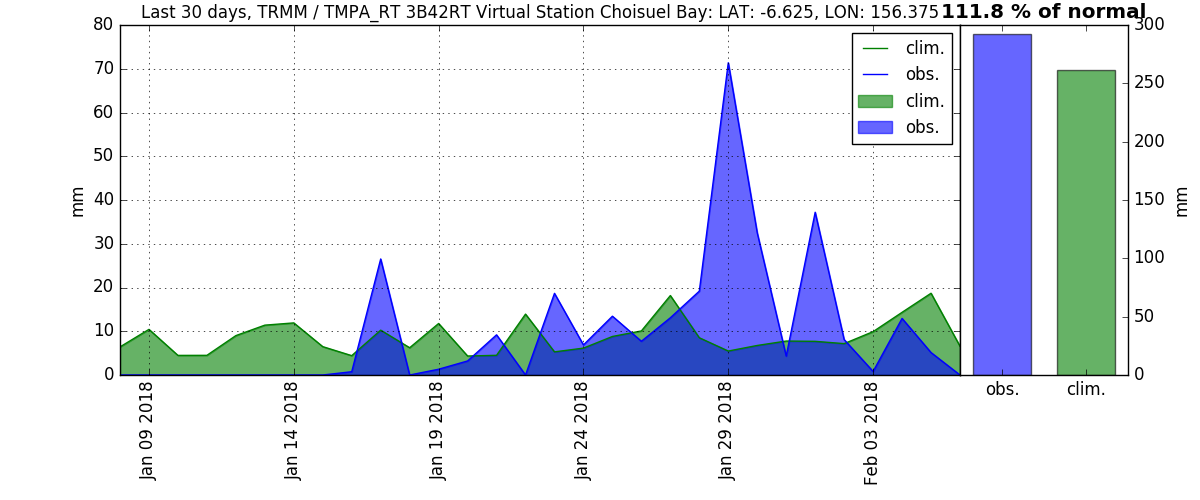 Last 30 days, TRMM / TMPA_RT 3B42RT Virtual Station Choisuel Bay: LAT: -6.625, LON: 156.375
111.8 % of normal
80
70
60
50
40
30
20
10
0
mm
clim.
obs.
clim.
obs.
Jan 09 2018
Jan 14 2018
Jan 19 2018
Jan 24 2018
Jan 29 2018
Feb 03 2018
300
250
200
150
100
50
0
mm
obs.
clim.